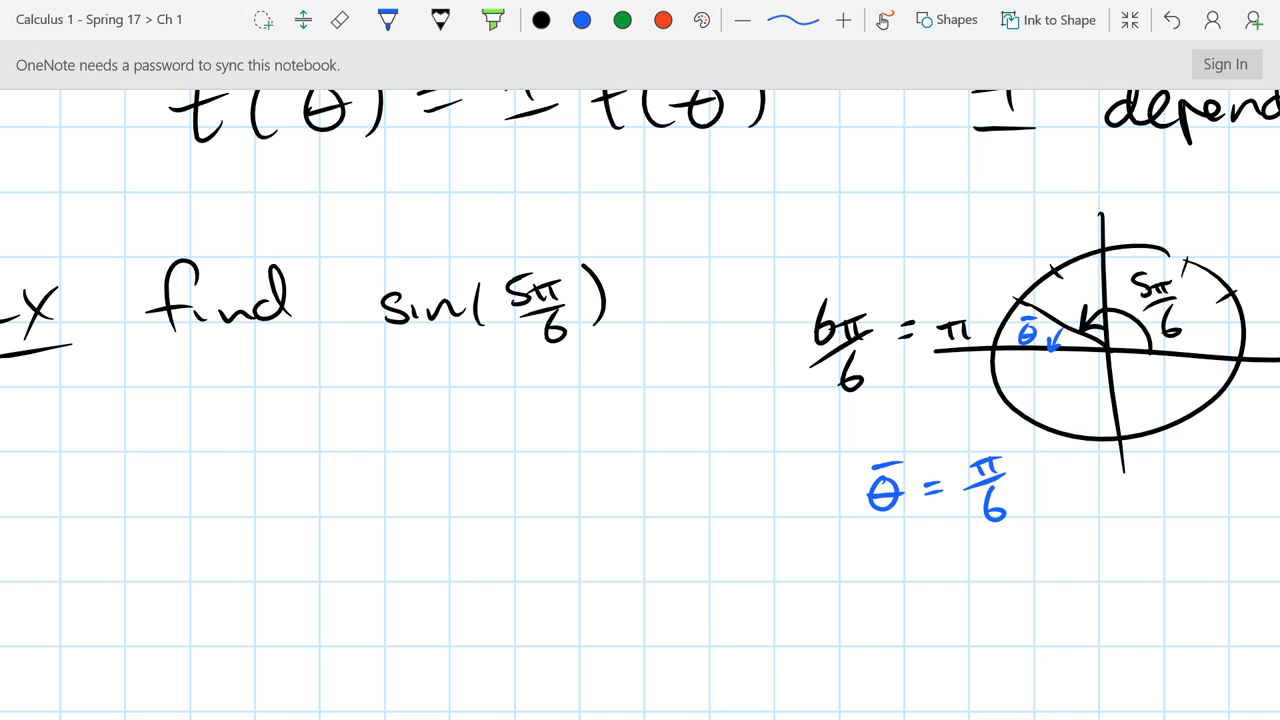 Calculus 1 - Spring 17 > Ch 1
Shapes
Ink to Shape
OneNote needs a password to sync this notebook.
Sign In
t(θ) = ± t(θ̄)
± depend
x find sin(5π/6)
6π/6 = π
5π/6
θ̄
θ̄ = π/6